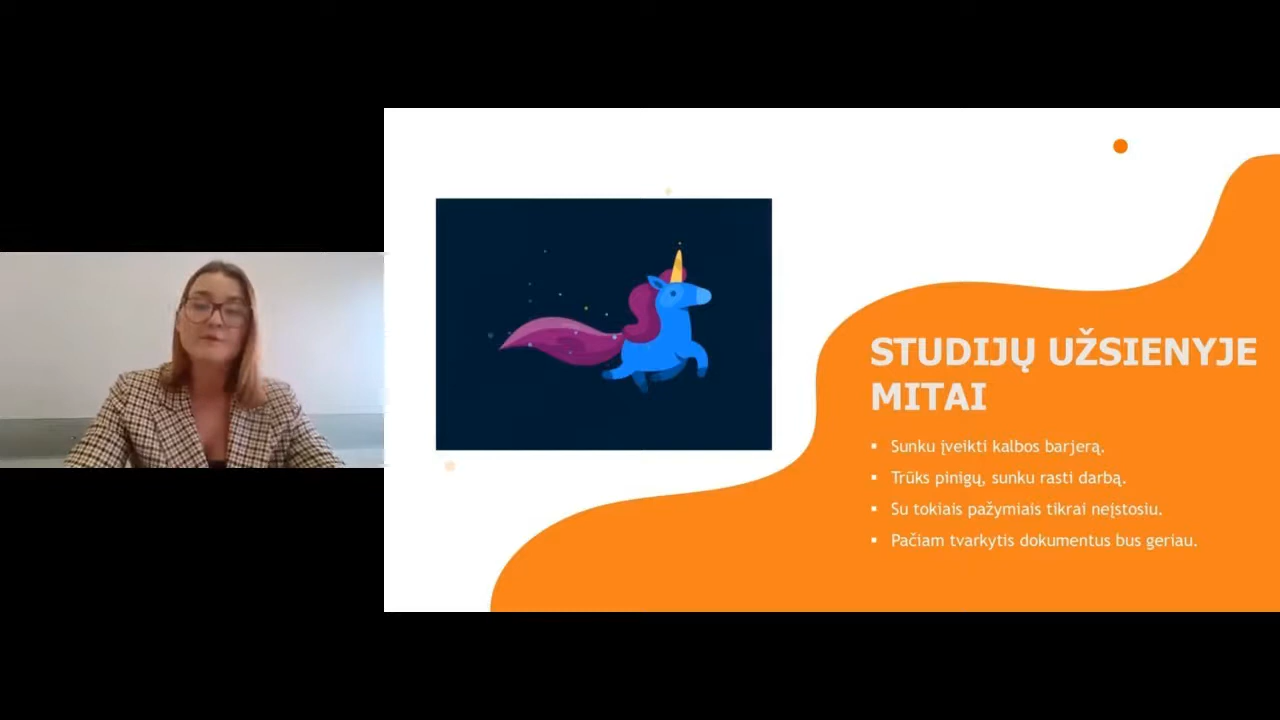 STUDIJŲ UŽSIENYJE
MITAI
▪ Sunku įveikti kalbos barjerą.
▪ Trūks pinigų, sunku rasti darbą.
▪ Su tokiais pažymiais tikrai neįstosiu.
▪ Pačiam tvarkytis dokumentus bus geriau.